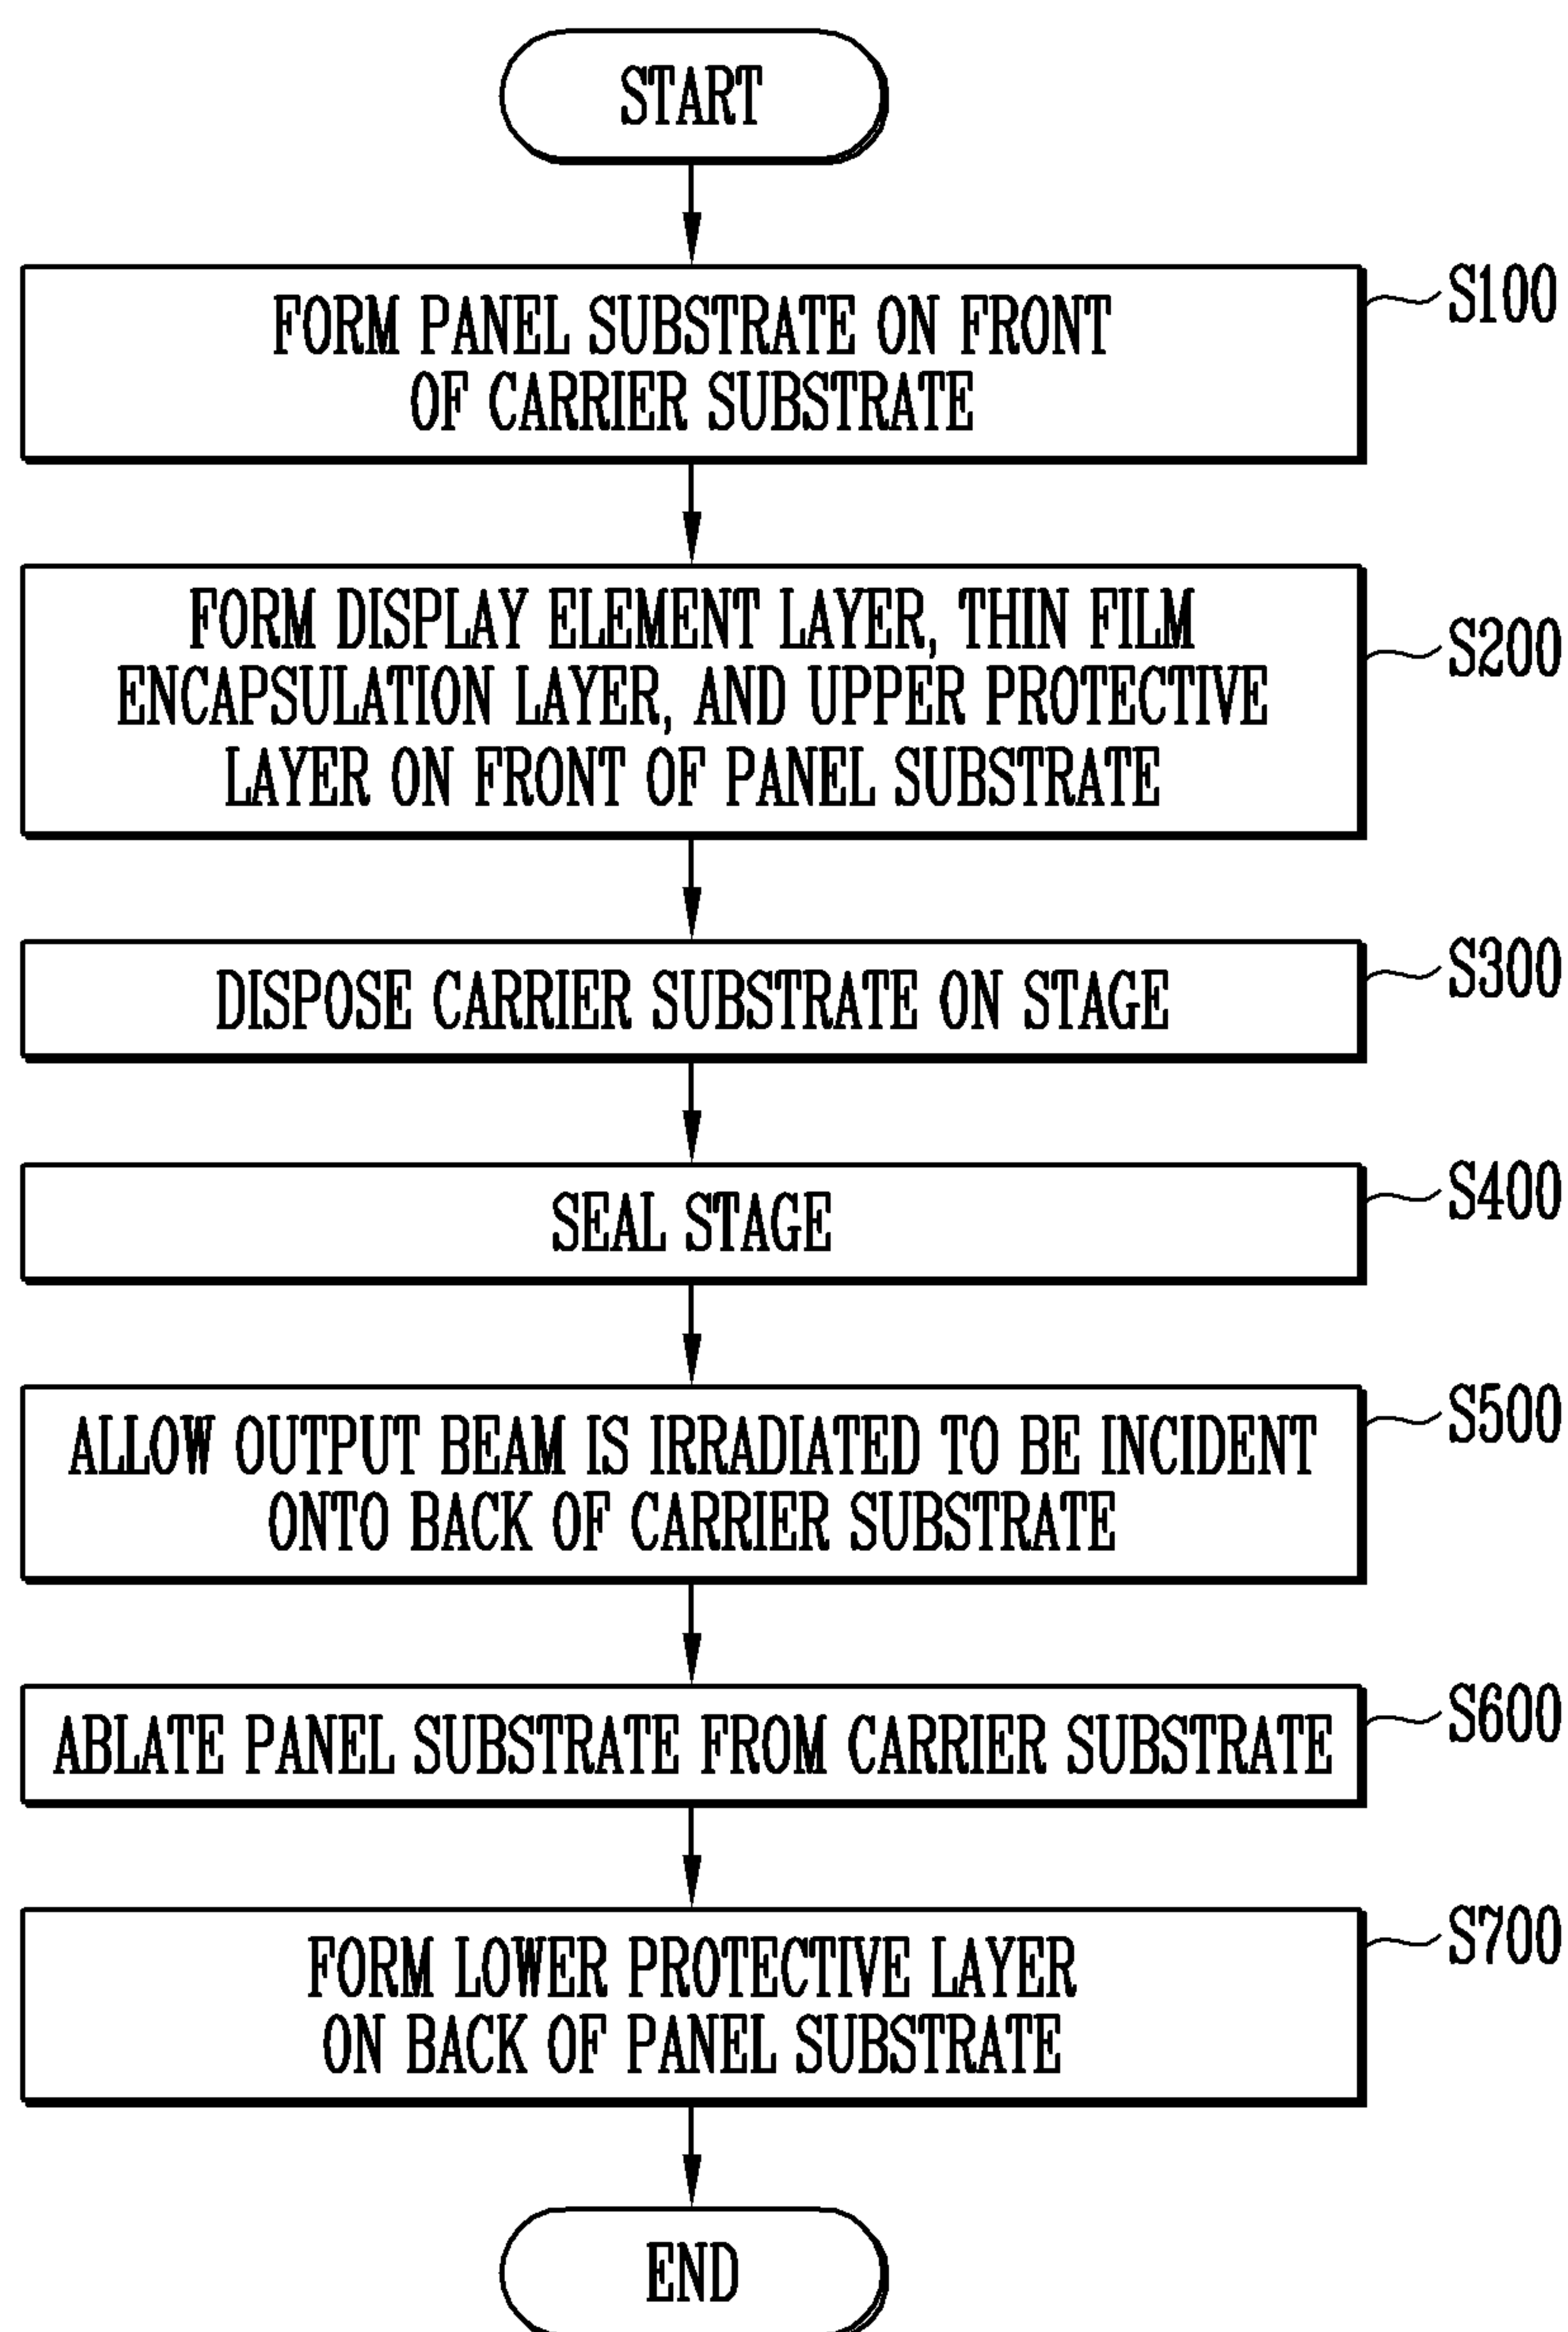 START
FORM PANEL SUBSTRATE ON FRONT
OF CARRIER SUBSTRATE
S100
FORM DISPLAY ELEMENT LAYER, THIN FILM
ENCAPSULATION LAYER, AND UPPER PROTECTIVE
LAYER ON FRONT OF PANEL SUBSTRATE
S200
DISPOSE CARRIER SUBSTRATE ON STAGE
S300
SEAL STAGE
S400
ALLOW OUTPUT BEAM IS IRRADIATED TO BE INCIDENT
ONTO BACK OF CARRIER SUBSTRATE
S500
ABLATE PANEL SUBSTRATE FROM CARRIER SUBSTRATE
S600
FORM LOWER PROTECTIVE LAYER
ON BACK OF PANEL SUBSTRATE
S700
END